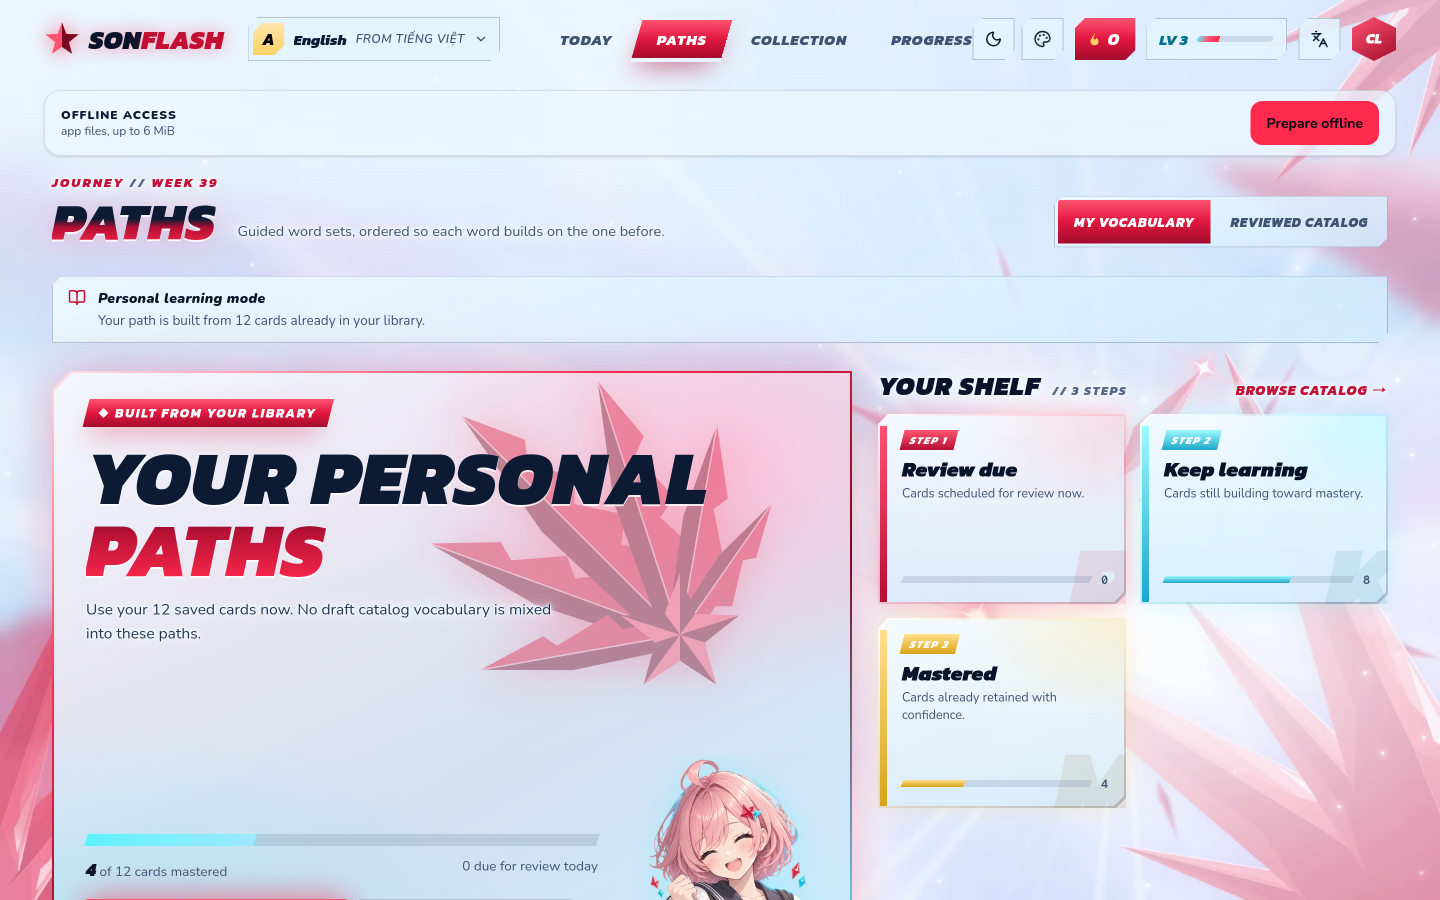 SONFLASH
A English FROM TIẾNG VIỆT
TODAY
PATHS
COLLECTION
PROGRESS
0
LV 3
CL
OFFLINE ACCESS
app files, up to 6 MiB
Prepare offline
JOURNEY // WEEK 39
PATHS
Guided word sets, ordered so each word builds on the one before.
MY VOCABULARY
REVIEWED CATALOG
Personal learning mode
Your path is built from 12 cards already in your library.
◆ BUILT FROM YOUR LIBRARY
YOUR PERSONAL
PATHS
Use your 12 saved cards now. No draft catalog vocabulary is mixed
into these paths.
4 of 12 cards mastered
0 due for review today
YOUR SHELF // 3 STEPS
BROWSE CATALOG →
STEP 1
Review due
Cards scheduled for review now.
0
STEP 2
Keep learning
Cards still building toward mastery.
K
8
STEP 3
Mastered
Cards already retained with
confidence.
M
4